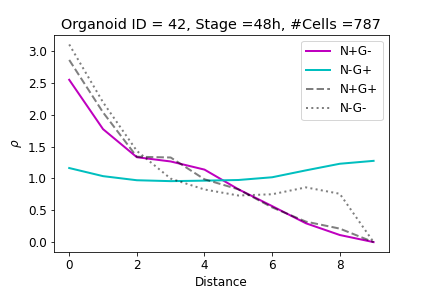 Organoid ID = 42, Stage =48h, #Cells =787
N+G-
N-G+
N+G+
N-G-
ρ
3.0
2.5
2.0
1.5
1.0
0.5
0.0
0 2 4 6 8
Distance